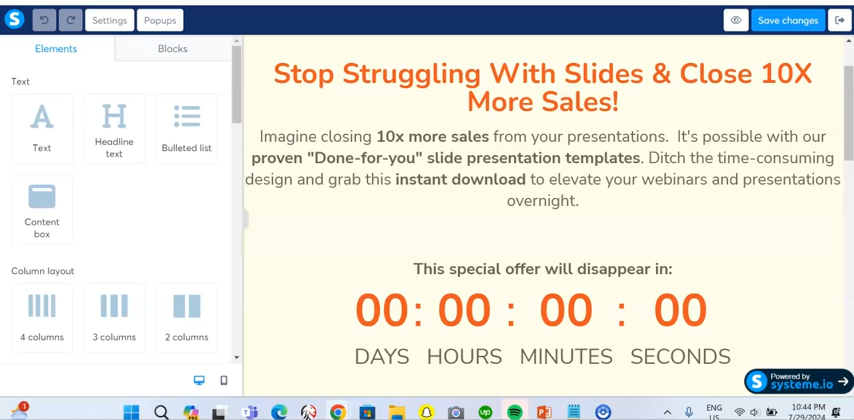 S Settings Popups Save changes
Elements Blocks
Text
A H
Text Headline text Bulleted list
Content box
Column layout
4 columns 3 columns 2 columns
Stop Struggling With Slides & Close 10X
More Sales!
Imagine closing 10x more sales from your presentations. It's possible with our
proven "Done-for-you" slide presentation templates. Ditch the time-consuming
design and grab this instant download to elevate your webinars and presentations
overnight.
This special offer will disappear in:
00: 00 : 00 : 00
DAYS HOURS MINUTES SECONDS
S Powered by
systeme.io
1
ENG
US
10:44 PM
7/29/2024